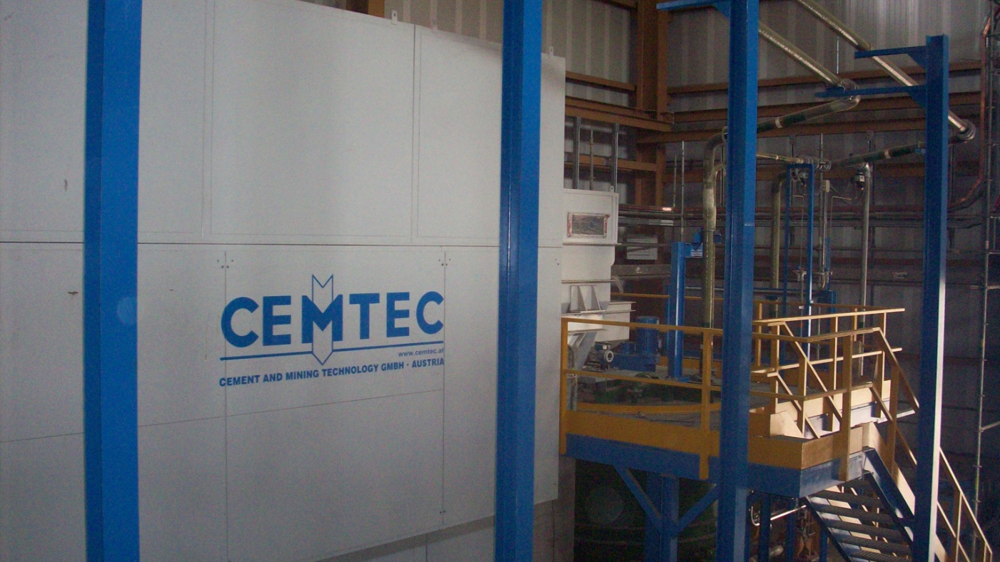 CEMTEC
www.cemtec.at
CEMENT AND MINING TECHNOLOGY GMBH · AUSTRIA